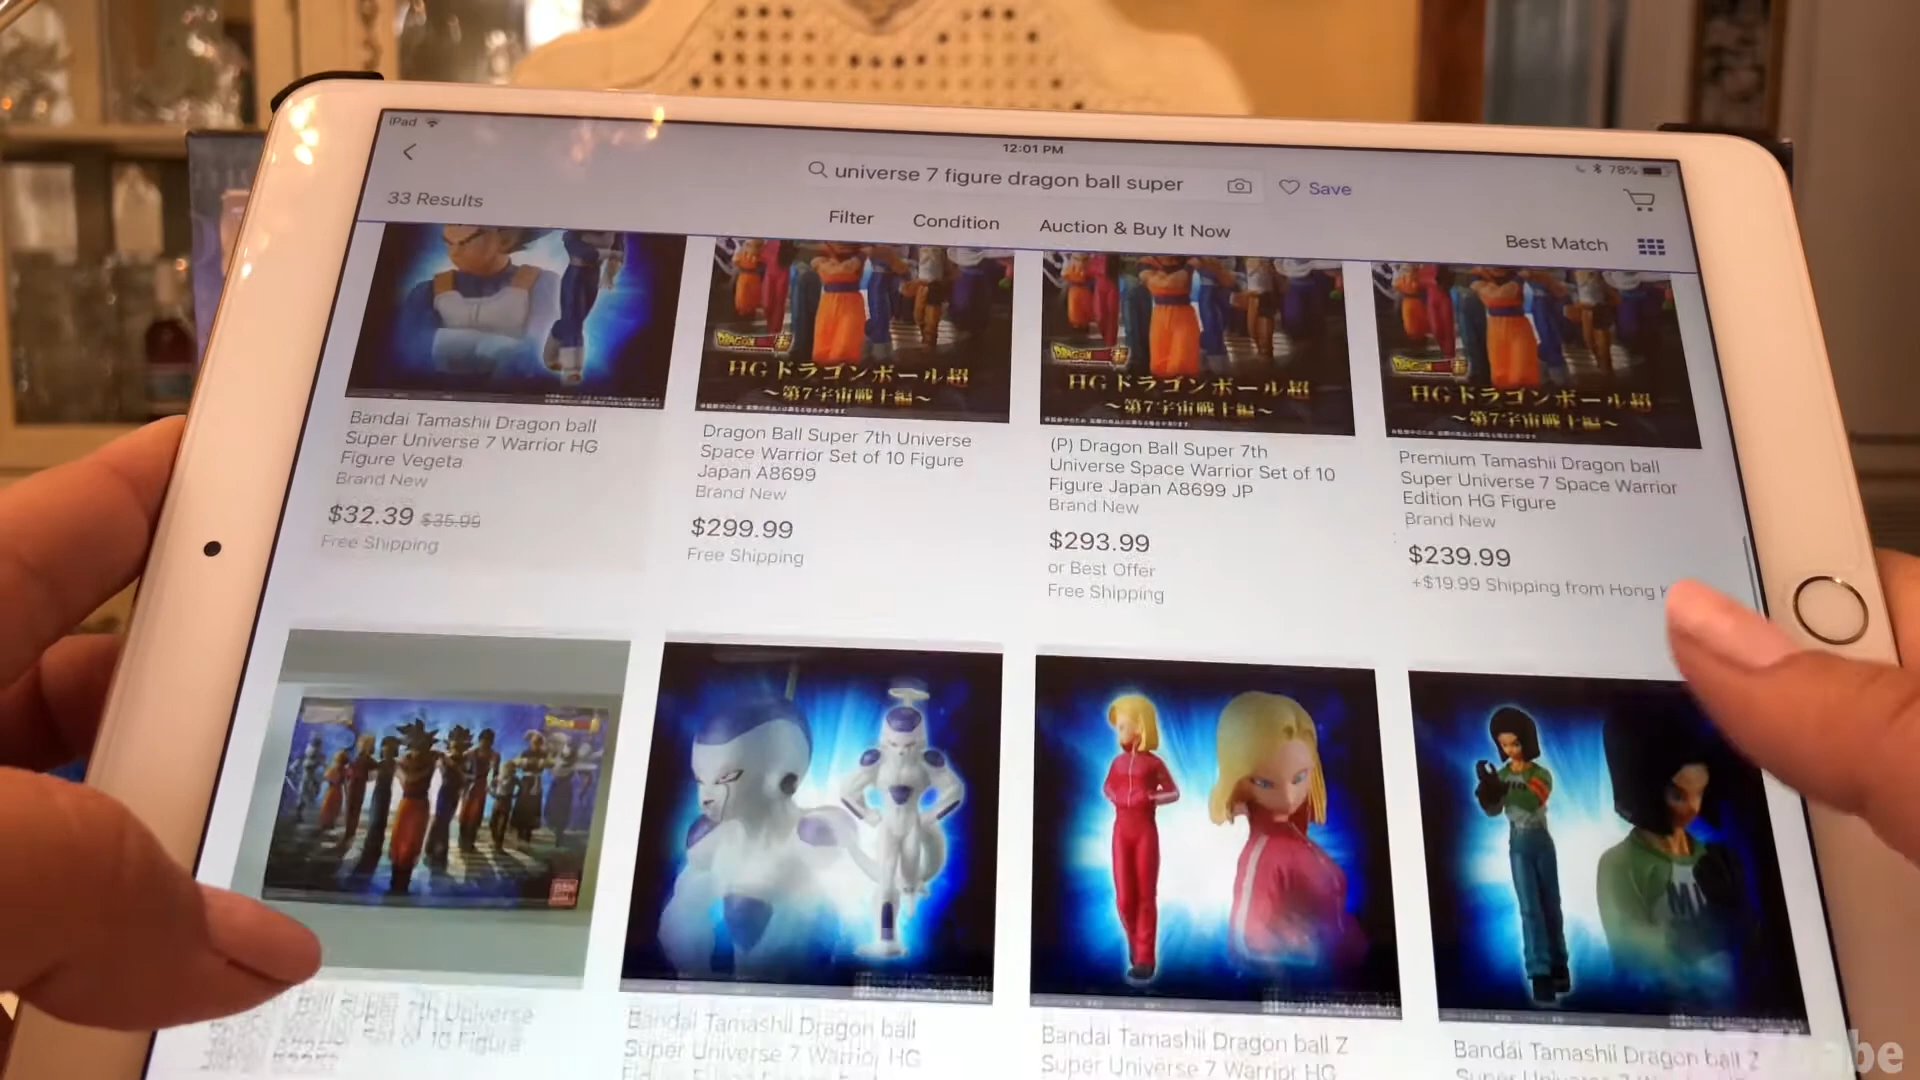 iPad
12:01 PM
78%
universe 7 figure dragon ball super
Save
33 Results
Filter
Condition
Auction & Buy It Now
Best Match
HGドラゴンボール超
～第7宇宙戦士編～
HGドラゴンボール超
～第7宇宙戦士編～
HGドラゴンボール超
～第7宇宙戦士編～
Bandai Tamashii Dragon ball
Super Universe 7 Warrior HG
Figure Vegeta
Brand New
$32.39 $35.99
Free Shipping
Dragon Ball Super 7th Universe
Space Warrior Set of 10 Figure
Japan A8699
Brand New
$299.99
Free Shipping
(P) Dragon Ball Super 7th
Universe Space Warrior Set of 10
Figure Japan A8699 JP
Brand New
$293.99
or Best Offer
Free Shipping
Premium Tamashii Dragon ball
Super Universe 7 Space Warrior
Edition HG Figure
Brand New
$239.99
+$19.99 Shipping from Hong
Ball Super 7th Universe
Set of 10 Figure
Bandai Tamashii Dragon ball
Super Universe 7 Warrior HG
Bandai Tamashii Dragon ball Z
Super Universe 7 Warrior HG
Bandai Tamashii Dragon ball Z